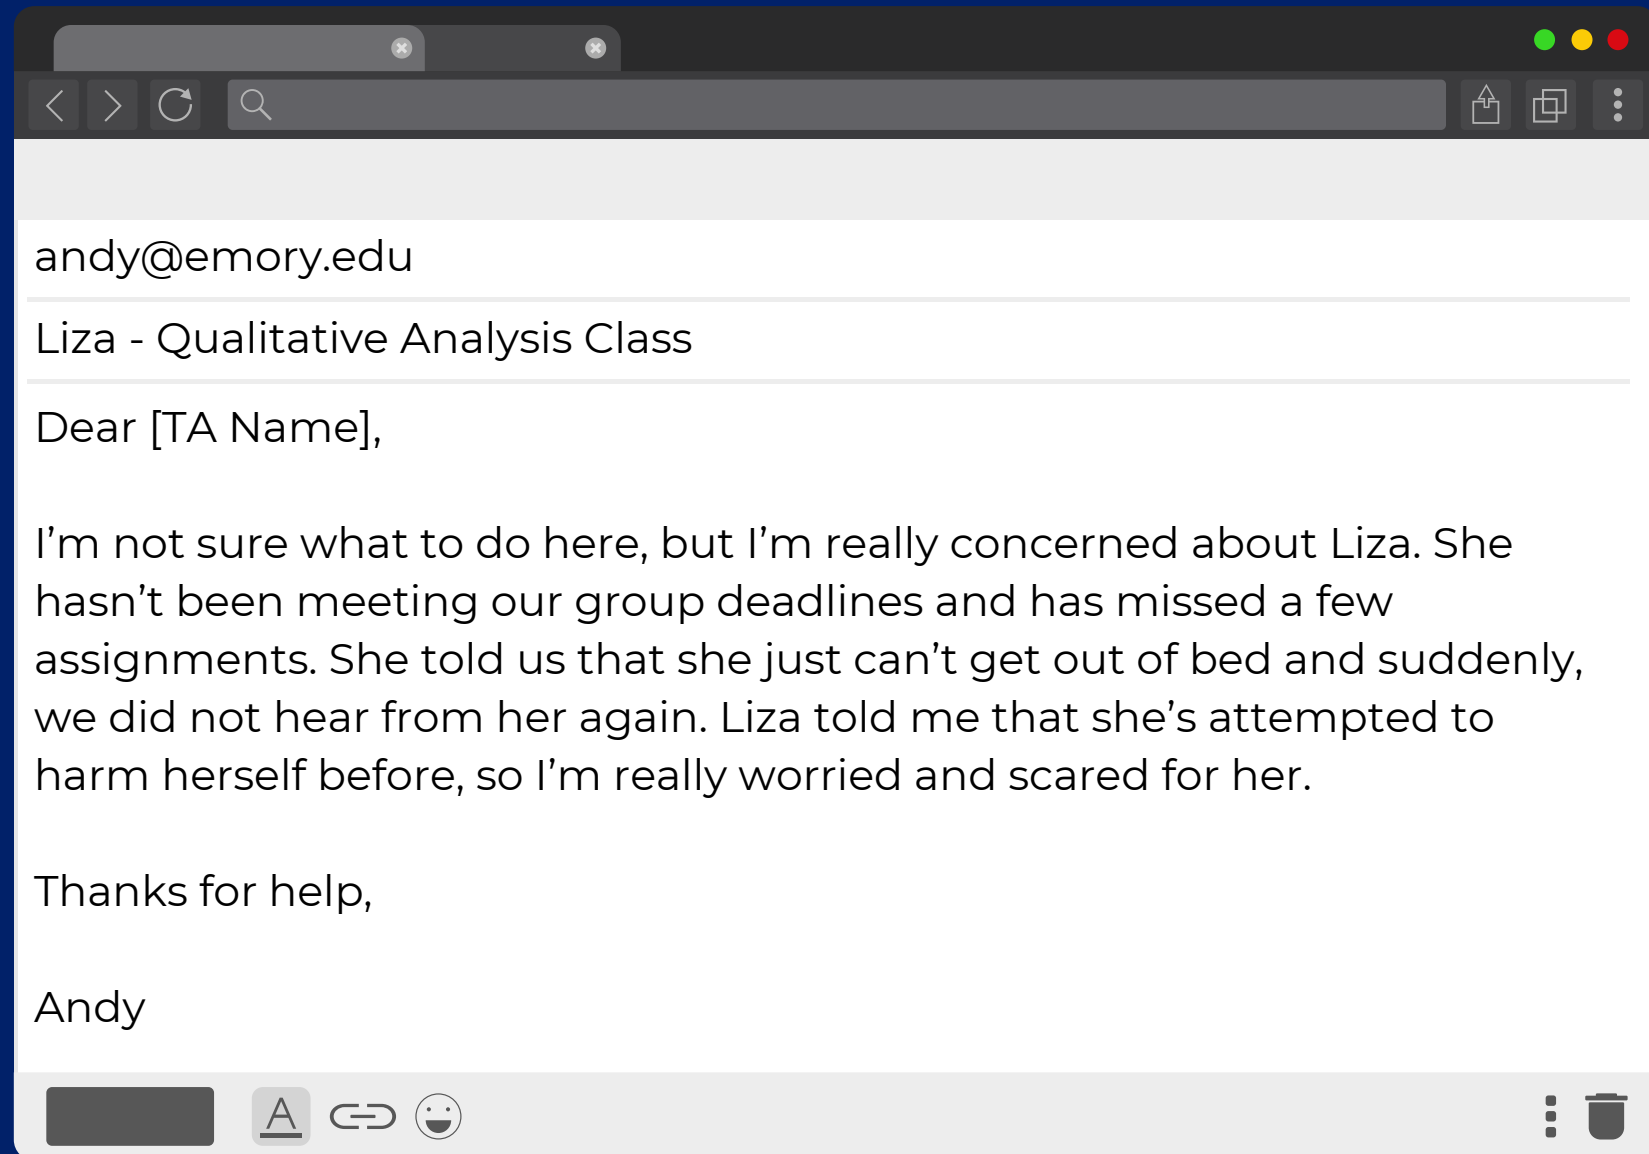 andy@emory.edu
Liza - Qualitative Analysis Class
Dear [TA Name],
I’m not sure what to do here, but I’m really concerned about Liza. She
hasn’t been meeting our group deadlines and has missed a few
assignments. She told us that she just can’t get out of bed and suddenly,
we did not hear from her again. Liza told me that she’s attempted to
harm herself before, so I’m really worried and scared for her.
Thanks for help,
Andy
A